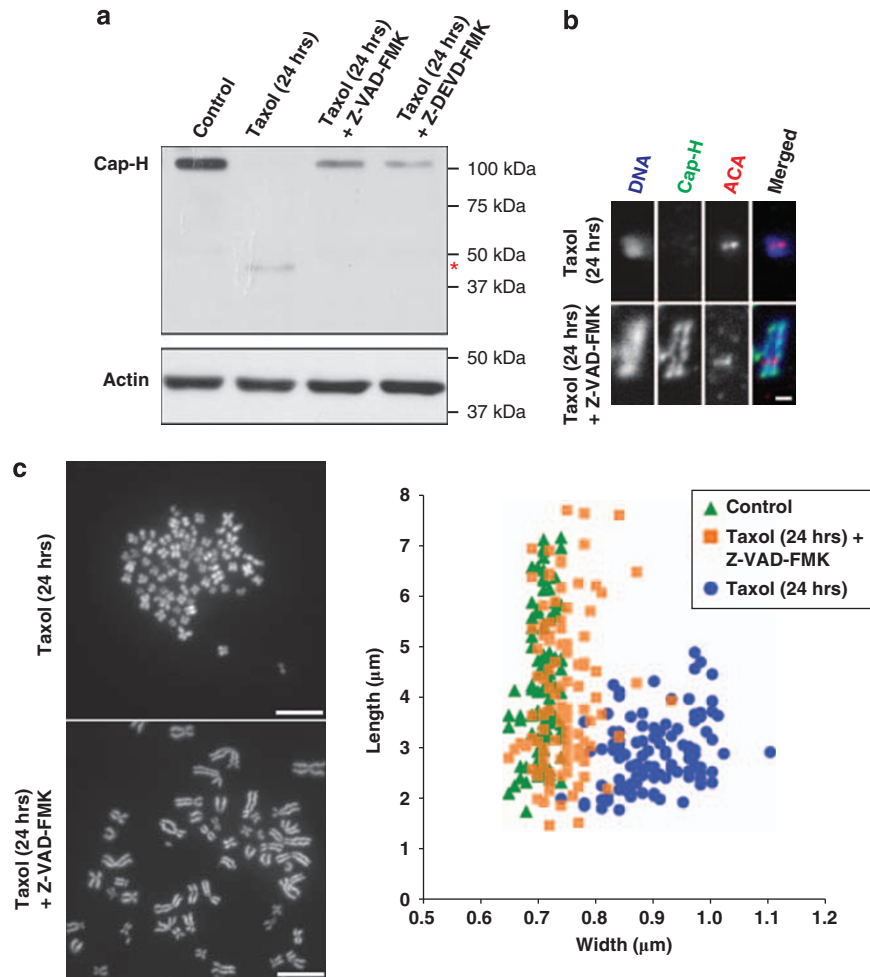 a
Control
Taxol (24 hrs)
Taxol (24 hrs)
+ Z-VAD-FMK
Taxol (24 hrs)
+ Z-DEVD-FMK
Cap-H
100 kDa
75 kDa
50 kDa
*
37 kDa
Actin
50 kDa
37 kDa
b
DNA
Cap-H
ACA
Merged
Taxol
(24 hrs)
Taxol (24 hrs)
+ Z-VAD-FMK
c
Taxol (24 hrs)
Taxol (24 hrs)
+ Z-VAD-FMK
Length (μm)
8
7
6
5
4
3
2
1
0
0.5
0.6
0.7
0.8
0.9
1.0
1.1
1.2
Width (μm)
Control
Taxol (24 hrs) +
Z-VAD-FMK
Taxol (24 hrs)